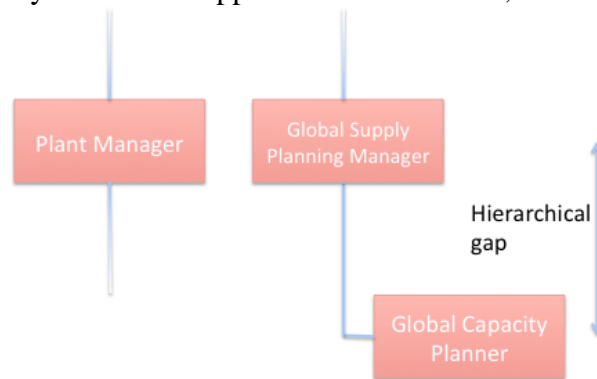 Plant Manager
Global Supply
Planning Manager
Hierarchical
gap
Global Capacity
Planner